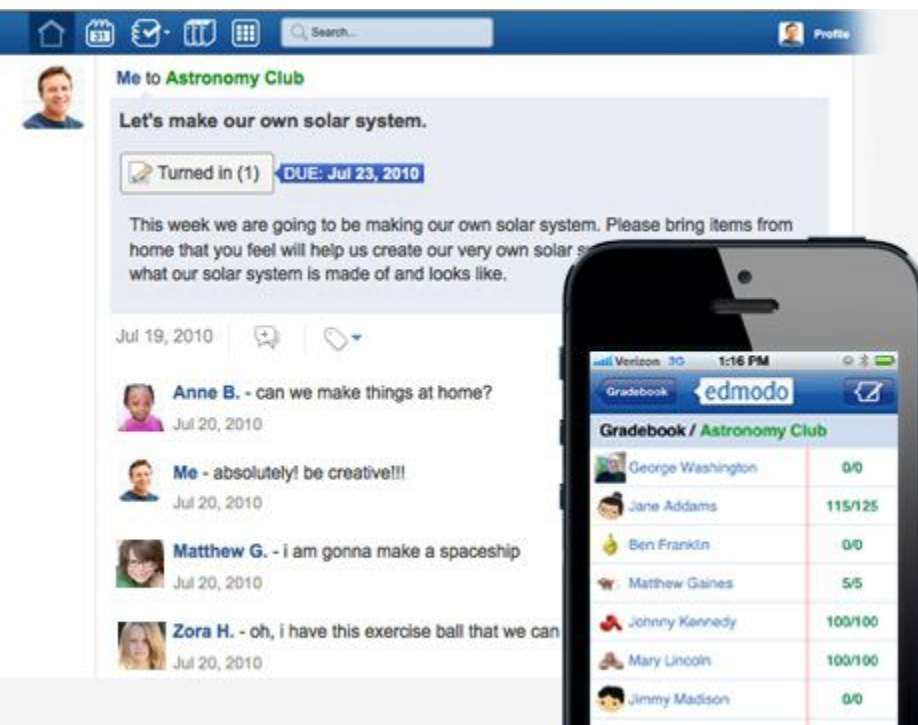 31
Search...
Profile
Me to Astronomy Club
Let's make our own solar system.
Turned in (1)
DUE: Jul 23, 2010
This week we are going to be making our own solar system. Please bring items from
home that you feel will help us create our very own solar
what our solar system is made of and looks like.
Jul 19, 2010
Anne B. - can we make things at home?
Jul 20, 2010
Me - absolutely! be creative!!!
Jul 20, 2010
Matthew G. - i am gonna make a spaceship
Jul 20, 2010
Zora H. - oh, i have this exercise ball that we can
Jul 20, 2010
Verizon 3G 1:16 PM
Gradebook edmodo
Gradebook / Astronomy Club
George Washington 0/0
Jane Addams 115/125
Ben Franklin 0/0
Matthew Gaines 5/5
Johnny Kennedy 100/100
Mary Lincoln 100/100
Jimmy Madison 0/0